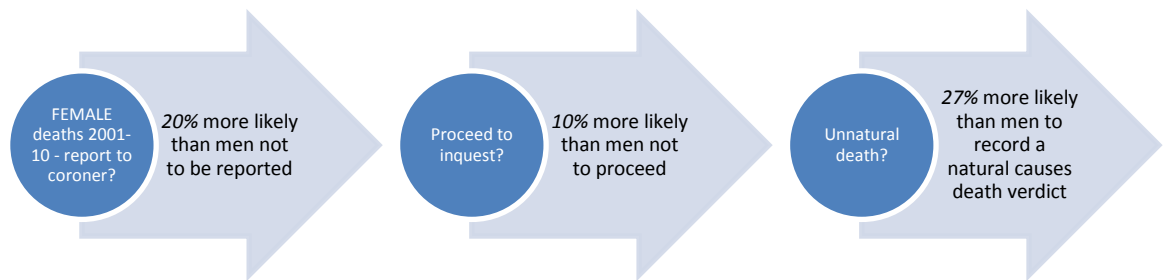 FEMALE
deaths 2001-
10 - report to
coroner?
20% more likely
than men not
to be reported
Proceed to
inquest?
10% more likely
than men not
to proceed
Unnatural
death?
27% more likely
than men to
record a
natural causes
death verdict